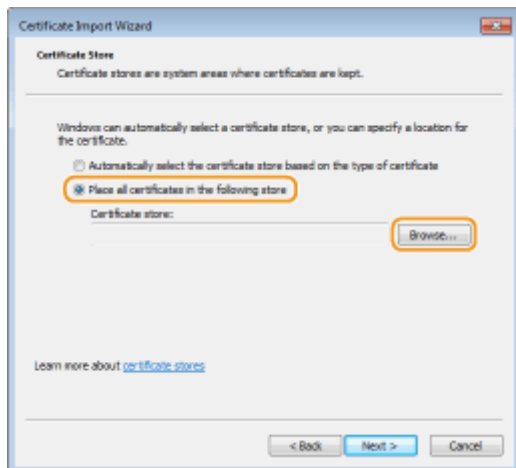 Certificate Import Wizard
Certificate Store
Certificate stores are system areas where certificates are kept.
Windows can automatically select a certificate store, or you can specify a location for
the certificate.
Automatically select the certificate store based on the type of certificate
Place all certificates in the following store
Certificate store:
Browse...
Learn more about certificate stores
< Back
Next >
Cancel